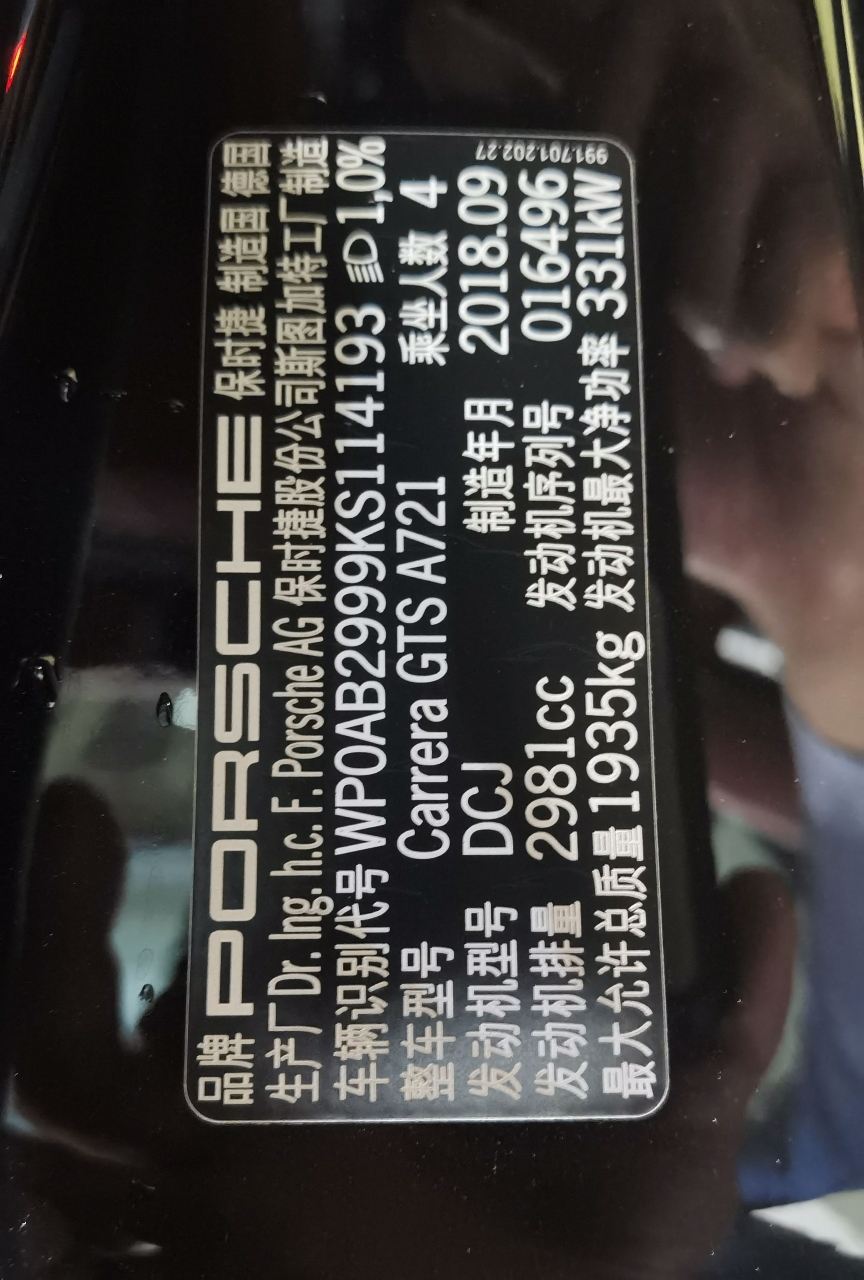 品牌 PORSCHE 保时捷 制造国 德国
生产厂 Dr. Ing. h.c. F. Porsche AG 保时捷股份公司斯图加特工厂制造
车辆识别代号 WP0AB2999KS114193 1,0%
整车型号 Carrera GTS A721 乘坐人数 4
发动机型号 DCJ 制造年月 2018.09
发动机排量 2981cc 发动机序列号 016496
最大允许总质量 1935kg 发动机最大净功率 331kW
991.701.202.27